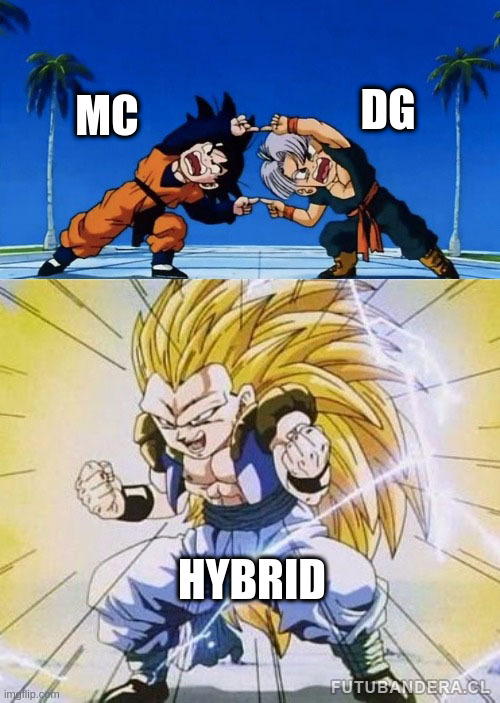 MC
DG
HYBRID
FUTUBANDERA.CL
imgflip.com